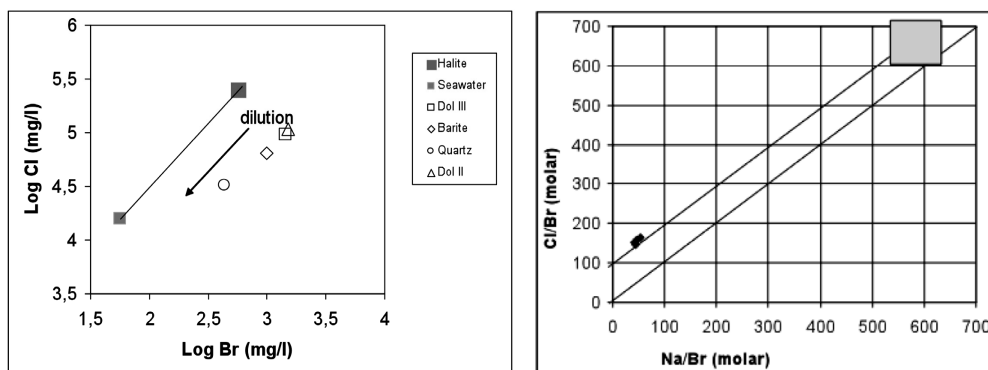 6
5,5
5
4,5
4
3,5
1,5 2 2,5 3 3,5 4
Log Cl (mg/l)
Log Br (mg/l)
dilution
Halite
Seawater
Dol III
Barite
Quartz
Dol II
700
600
500
400
300
200
100
0
0 100 200 300 400 500 600 700
Cl/Br (molar)
Na/Br (molar)